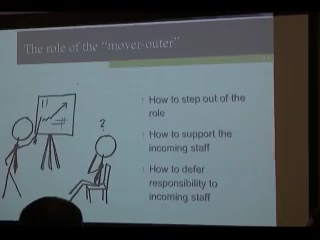 The role of the “mover-outer”
?
How to step out of the
role
How to support the
incoming staff
How to defer
responsibility to
incoming staff